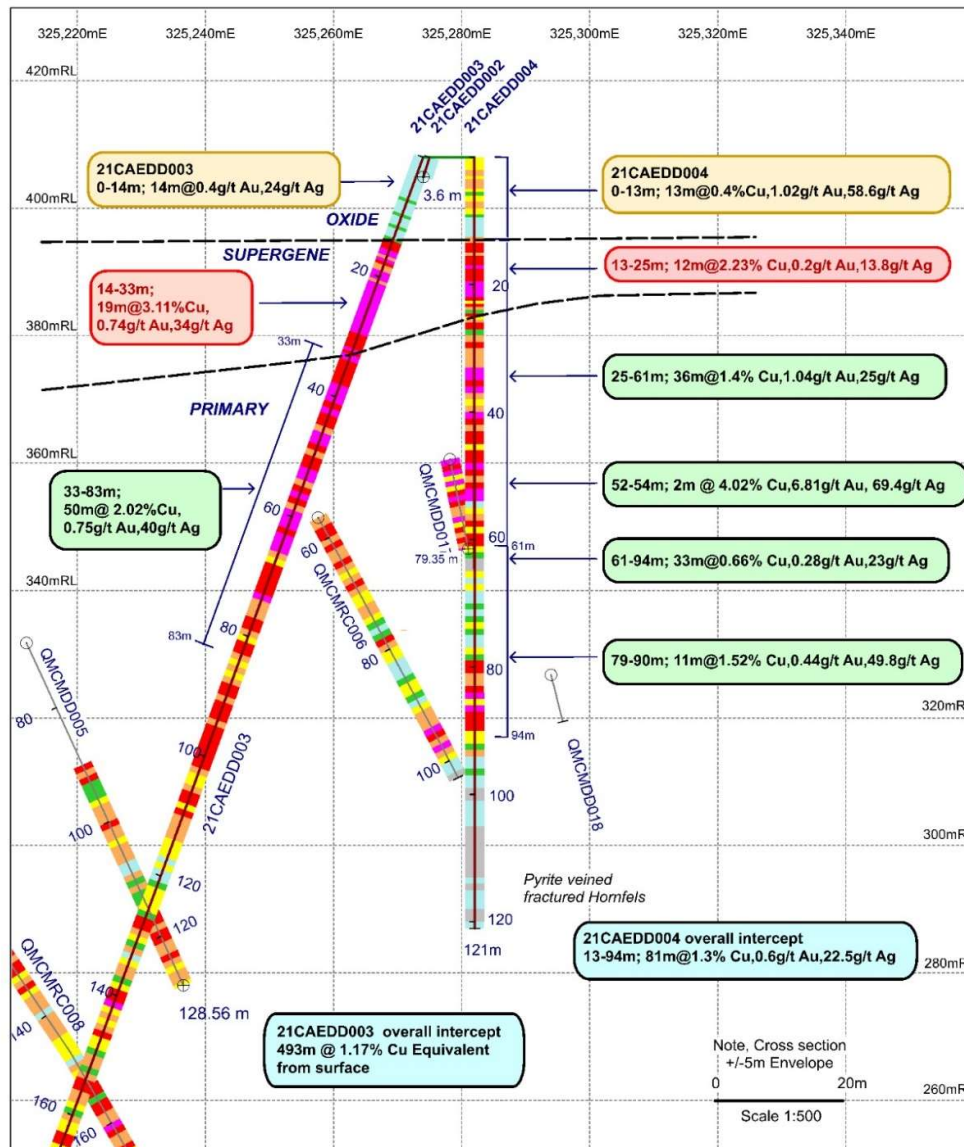 325,220mE 325,240mE 325,260mE 325,280mE 325,300mE 325,320mE 325,340mE
420mRL
21CAEDD003
21CAEDD002
21CAEDD004
21CAEDD003
0-14m; 14m@0.4g/t Au,24g/t Ag
21CAEDD004
0-13m; 13m@0.4%Cu,1.02g/t Au,58.6g/t Ag
3.6 m
400mRL
OXIDE
SUPERGENE
20
20
13-25m; 12m@2.23% Cu,0.2g/t Au,13.8g/t Ag
14-33m;
19m@3.11%Cu,
0.74g/t Au,34g/t Ag
380mRL
33m
25-61m; 36m@1.4% Cu,1.04g/t Au,25g/t Ag
40
40
PRIMARY
360mRL
QMCMDD017
33-83m;
50m@ 2.02%Cu,
0.75g/t Au,40g/t Ag
52-54m; 2m @ 4.02% Cu,6.81g/t Au, 69.4g/t Ag
60
60
60
61m
79.35 m
61-94m; 33m@0.66% Cu,0.28g/t Au,23g/t Ag
340mRL
QMCMRC006
80
83m
80
80
79-90m; 11m@1.52% Cu,0.44g/t Au,49.8g/t Ag
QMCMDD005
80
320mR
94m
QMCMDD018
100
100
21CAEDD003
100
100
300mR
120
Pyrite veined
fractured Hornfels
120
120
121m
21CAEDD004 overall intercept
13-94m; 81m@1.3% Cu,0.6g/t Au,22.5g/t Ag
280mR
QMCMRC008
140
128.56 m
140
21CAEDD003 overall intercept
493m @ 1.17% Cu Equivalent
from surface
Note, Cross section
+/-5m Envelope
0 20m
Scale 1:500
260mR
160
160